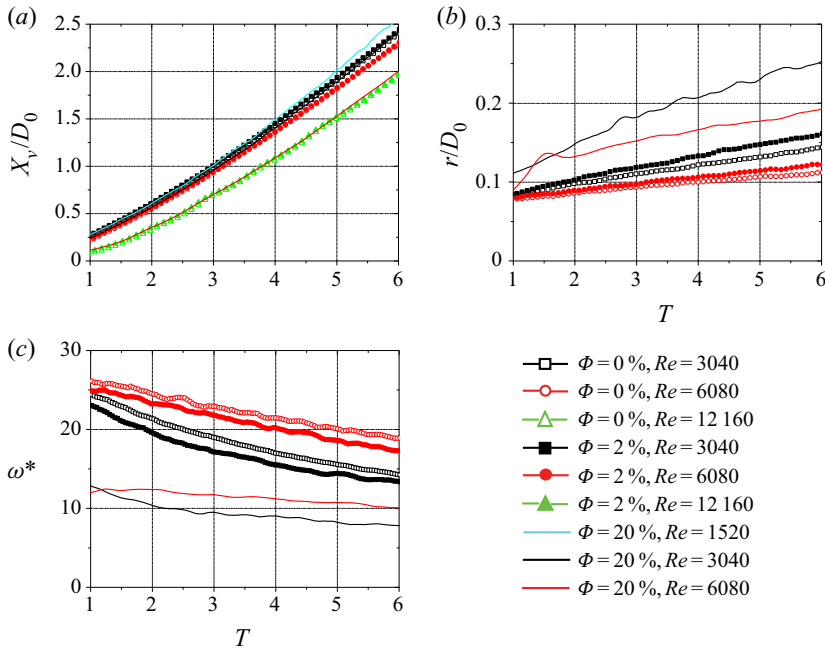 (a)
2.5
2.0
1.5
1.0
0.5
0
X_v/D_0
1 2 3 4 5 6
(b)
0.3
0.2
0.1
0
r/D_0
1 2 3 4 5 6
T
(c)
30
20
10
0
ω*
1 2 3 4 5 6
T
Φ = 0 %, Re = 3040
Φ = 0 %, Re = 6080
Φ = 0 %, Re = 12 160
Φ = 2 %, Re = 3040
Φ = 2 %, Re = 6080
Φ = 2 %, Re = 12 160
Φ = 20 %, Re = 1520
Φ = 20 %, Re = 3040
Φ = 20 %, Re = 6080